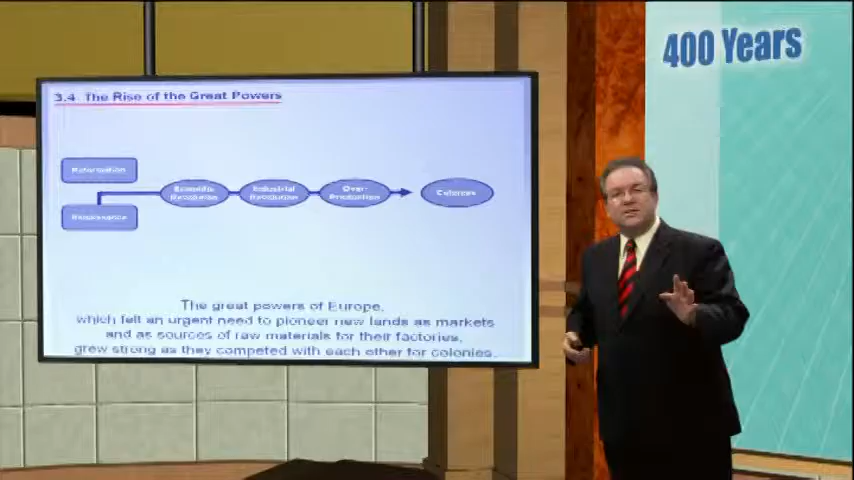 400 Years
3.4 The Rise of the Great Powers
Reformation
Renaissance
Scientific
Revolution
Industrial
Revolution
Over-
Production
Colonies
The great powers of Europe,
which felt an urgent need to pioneer new lands as markets
and as sources of raw materials for their factories,
grew strong as they competed with each other for colonies.